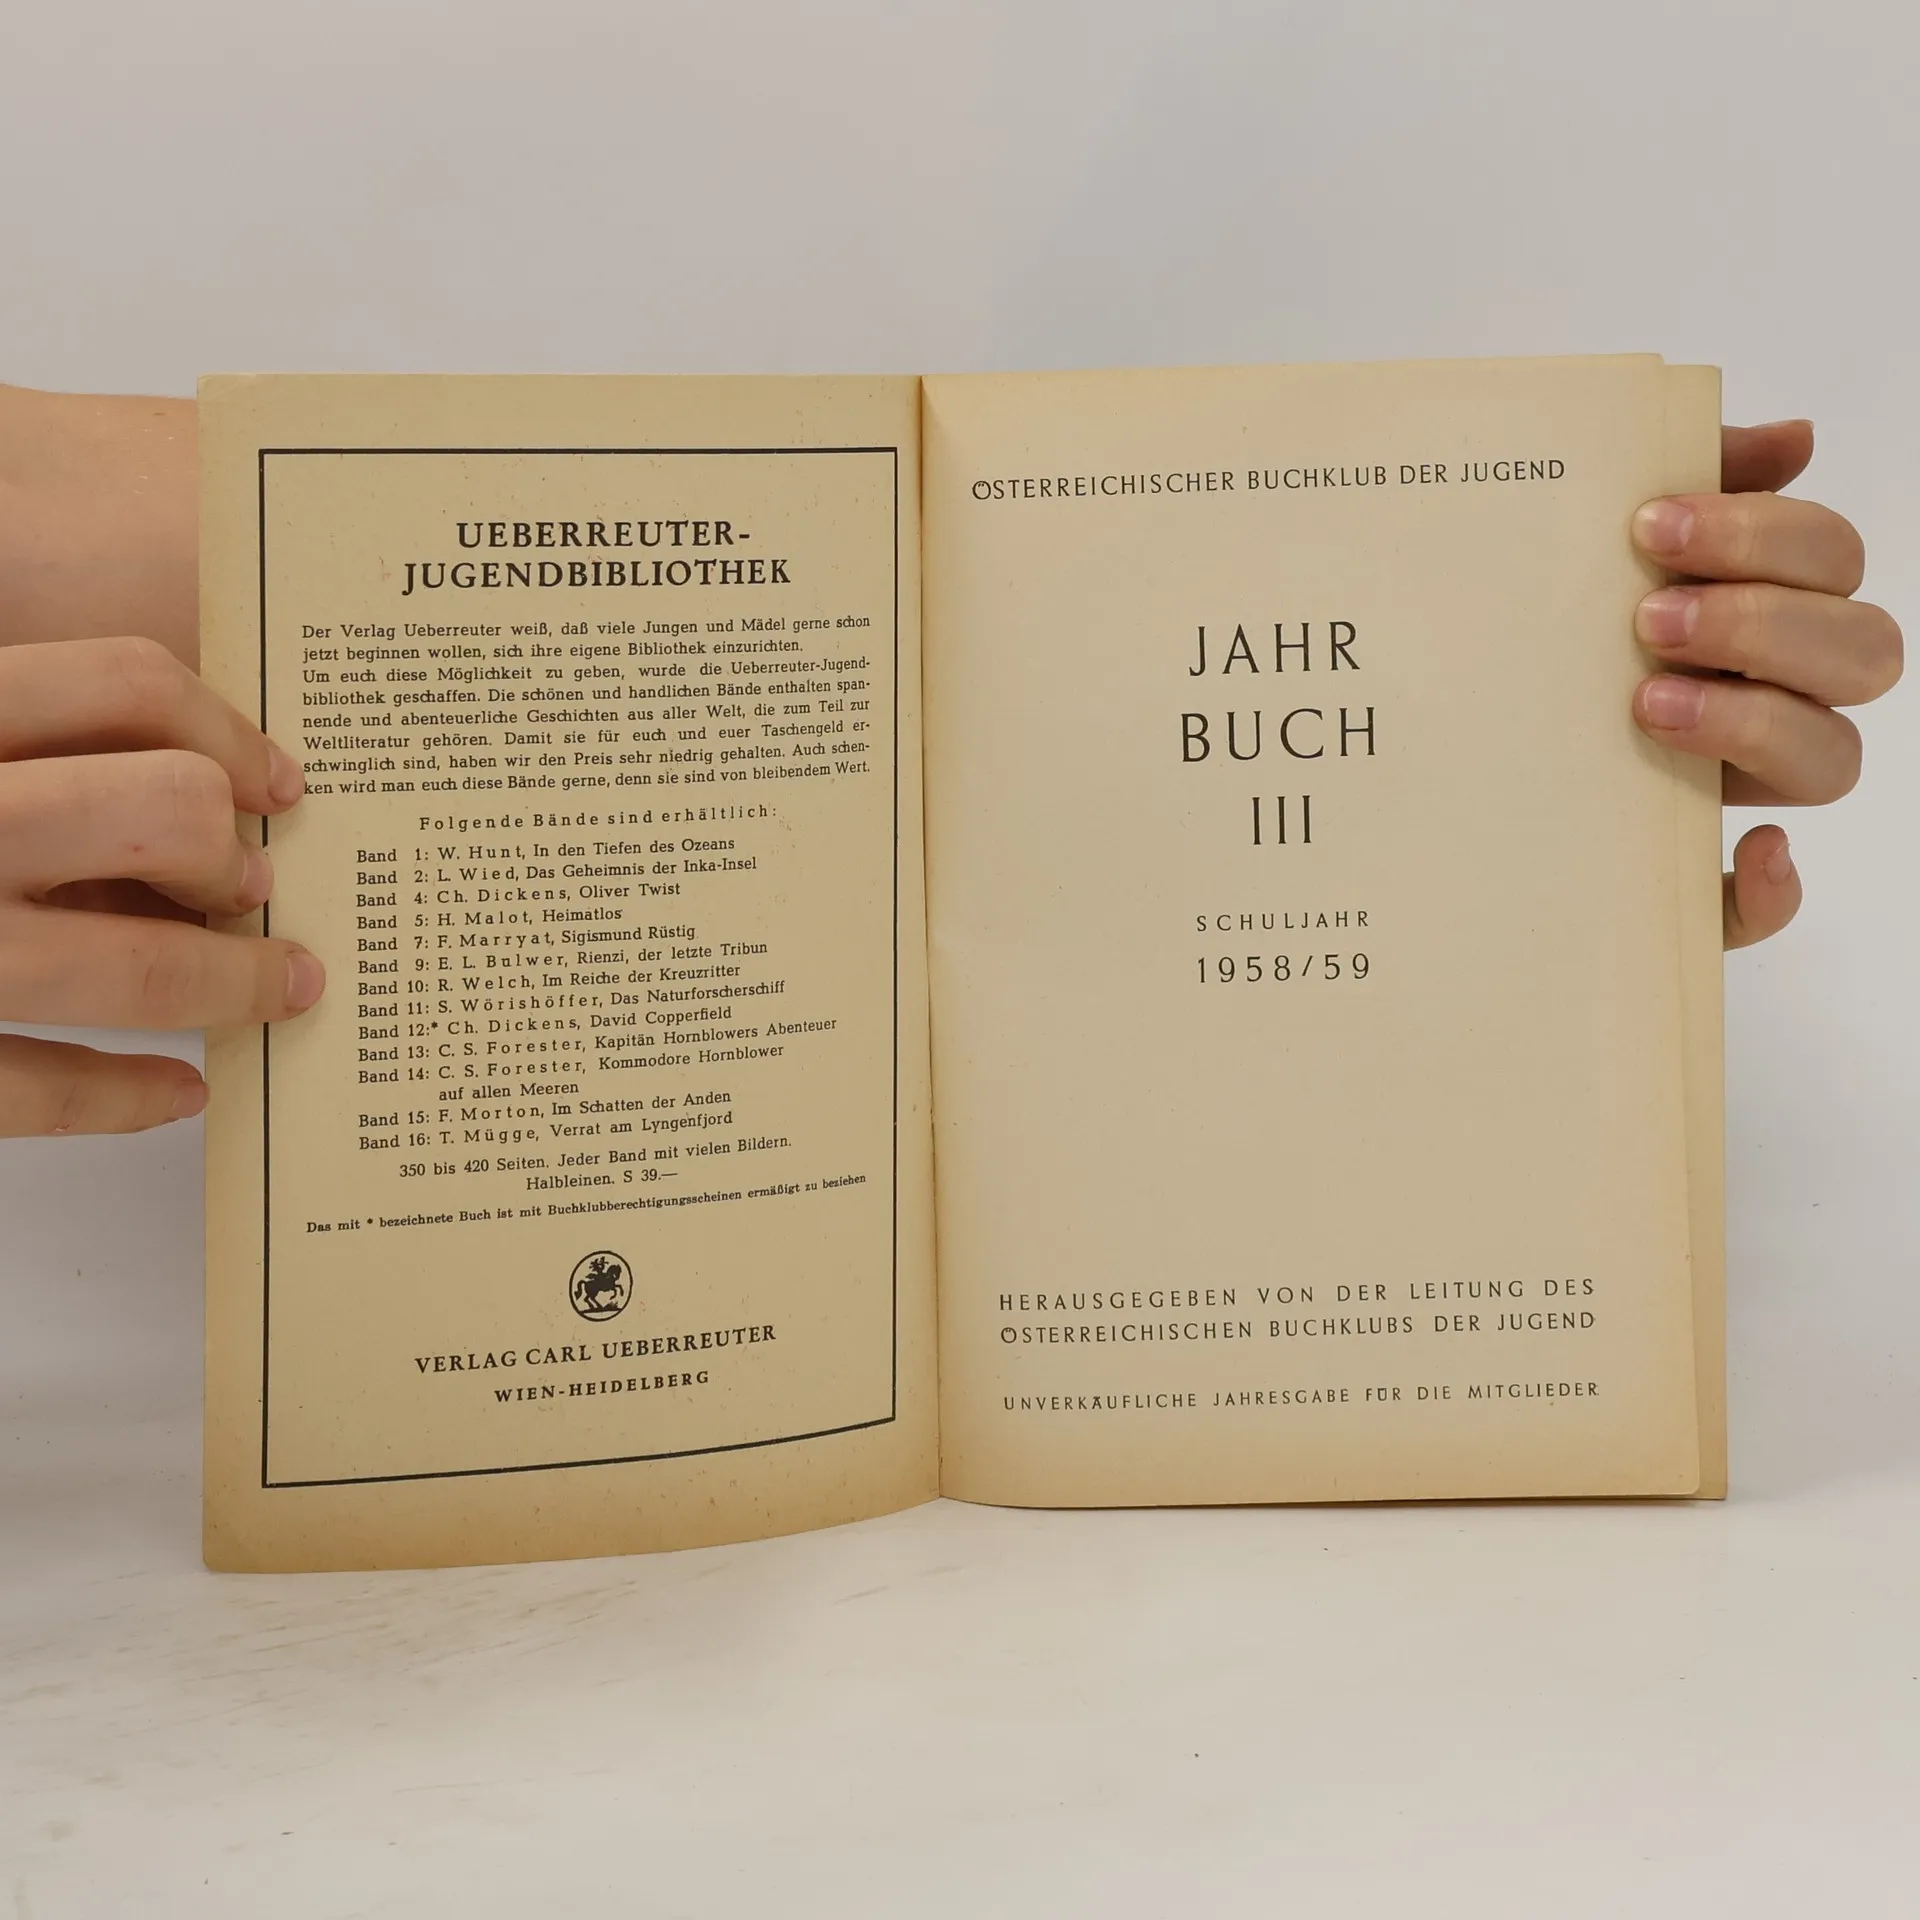 UEBERREUTER-
JUGENDBIBLIOTHEK
Der Verlag Ueberreuter weiß, daß viele Jungen und Mädel gerne schon
jetzt beginnen wollen, sich ihre eigene Bibliothek einzurichten.
Um euch diese Möglichkeit zu geben, wurde die Ueberreuter-Jugend-
bibliothek geschaffen. Die schönen und handlichen Bände enthalten span-
nende und abenteuerliche Geschichten aus aller Welt, die zum Teil zur
Weltliteratur gehören. Damit sie für euch und euer Taschengeld er-
schwinglich sind, haben wir den Preis sehr niedrig gehalten. Auch schen-
ken wird man euch diese Bände gerne, denn sie sind von bleibendem Wert.
Folgende Bände sind erhältlich:
Band 1: W. Hunt, In den Tiefen des Ozeans
Band 2: L. Wied, Das Geheimnis der Inka-Insel
Band 4: Ch. Dickens, Oliver Twist
Band 5: H. Malot, Heimatlos
Band 7: F. Marryat, Sigismund Rüstig
Band 9: E. L. Bulwer, Rienzi, der letzte Tribun
Band 10: R. Welch, Im Reiche der Kreuzritter
Band 11: S. Wörishöffer, Das Naturforscherschiff
Band 12:* Ch. Dickens, David Copperfield
Band 13: C. S. Forester, Kapitän Hornblowers Abenteuer
Band 14: C. S. Forester, Kommodore Hornblower
auf allen Meeren
Band 15: F. Morton, Im Schatten der Anden
Band 16: T. Mügge, Verrat am Lyngenfjord
350 bis 420 Seiten. Jeder Band mit vielen Bildern.
Halbleinen. S 39.—
Das mit * bezeichnete Buch ist mit Buchklubberechtigungsscheinen ermäßigt zu beziehen
VERLAG CARL UEBERREUTER
WIEN-HEIDELBERG
ÖSTERREICHISCHER BUCHKLUB DER JUGEND
JAHR
BUCH
III
SCHULJAHR
1958/59
HERAUSGEGEBEN VON DER LEITUNG DES
ÖSTERREICHISCHEN BUCHKLUBS DER JUGEND
UNVERKÄUFLICHE JAHRESGABE FÜR DIE MITGLIEDER